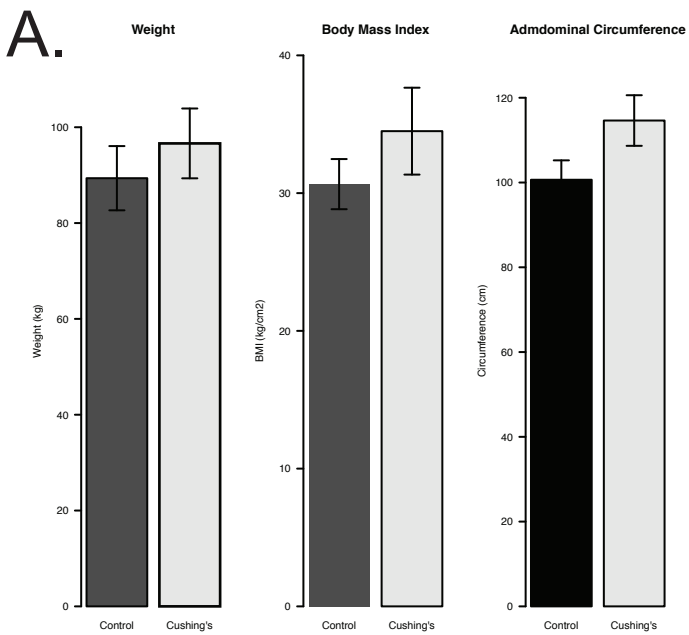 A.
Weight
Body Mass Index
Admdominal Circumference
Weight (kg)
0
20
40
60
80
100
Control
Cushing's
BMI (kg/cm2)
0
10
20
30
40
Control
Cushing's
Circumference (cm)
0
20
40
60
80
100
120
Control
Cushing's